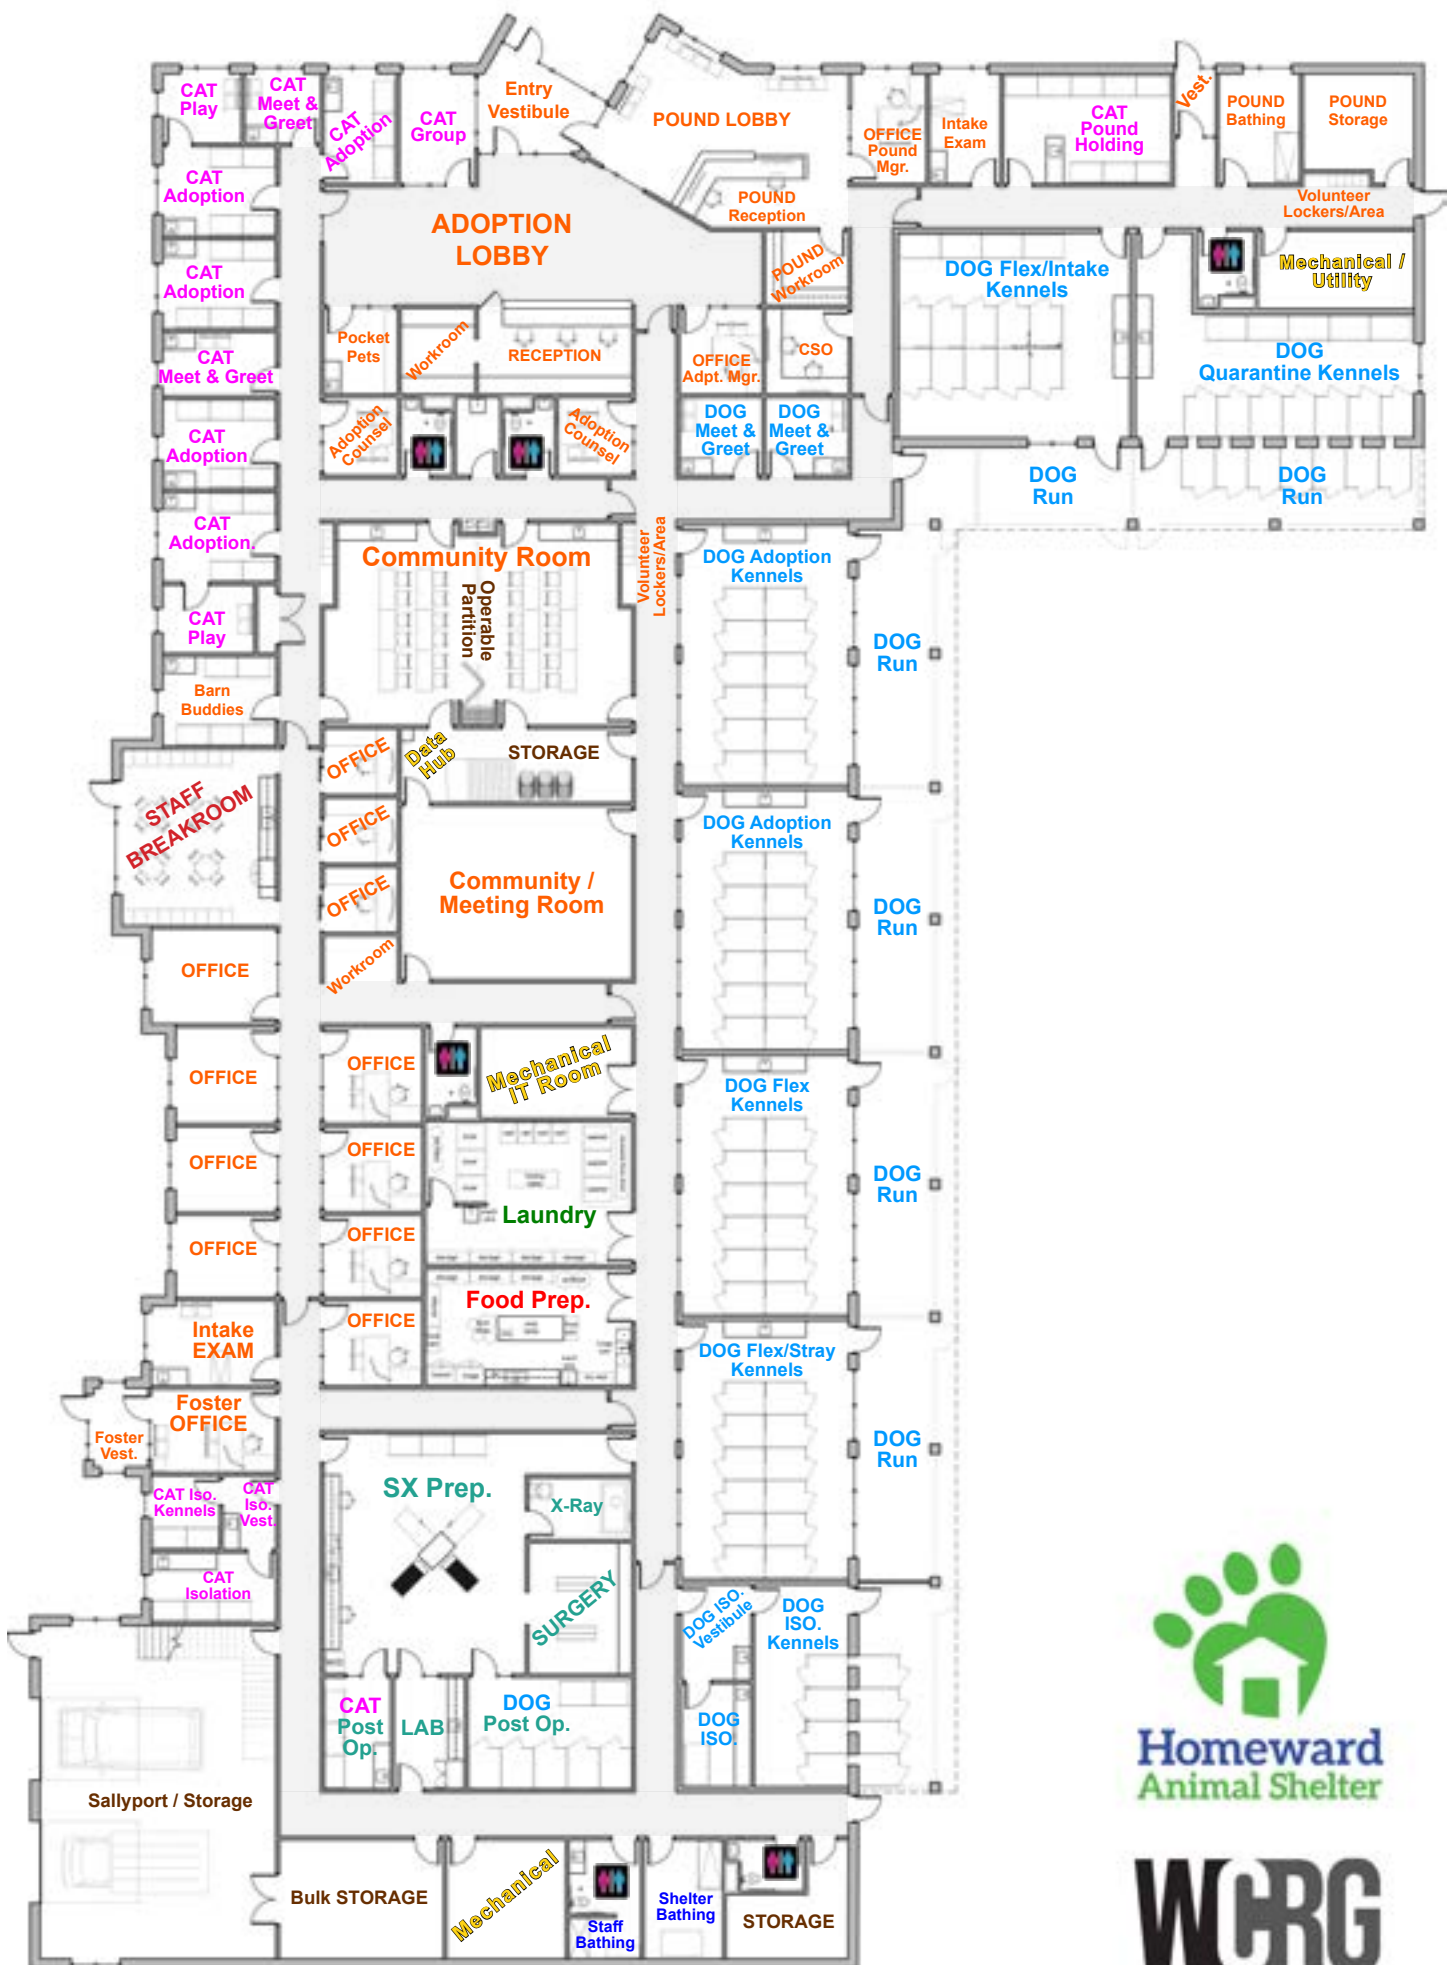 CAT
Play
CAT
Meet &
Greet
CAT
Adoption
CAT
Group
Entry
Vestibule
POUND LOBBY
OFFICE
Pound
Mgr.
Intake
Exam
CAT
Pound
Holding
Vest.
POUND
Bathing
POUND
Storage
POUND
Reception
Volunteer
Lockers/Area
CAT
Adoption
ADOPTION
LOBBY
POUND
Workroom
DOG Flex/Intake
Kennels
Mechanical /
Utility
CAT
Adoption
CAT
Meet & Greet
Pocket
Pets
Workroom
RECEPTION
OFFICE
Adpt. Mgr.
CSO
DOG
Quarantine Kennels
CAT
Adoption
Adoption
Counsel
Adoption
Counsel
DOG
Meet &
Greet
DOG
Meet &
Greet
DOG
Run
DOG
Run
CAT
Adoption.
Community Room
Operable
Partition
Volunteer
Lockers/Area
DOG Adoption
Kennels
DOG
Run
CAT
Play
Barn
Buddies
OFFICE
Data
Hub
STORAGE
STAFF
BREAKROOM
OFFICE
OFFICE
Community /
Meeting Room
DOG Adoption
Kennels
DOG
Run
OFFICE
Workroom
OFFICE
OFFICE
Mechanical
IT Room
DOG Flex
Kennels
DOG
Run
OFFICE
OFFICE
Laundry
OFFICE
OFFICE
Food Prep.
Intake
EXAM
OFFICE
DOG Flex/Stray
Kennels
DOG
Run
Foster
OFFICE
Foster
Vest.
CAT Iso.
Kennels
CAT
Iso.
Vest.
SX Prep.
X-Ray
CAT
Isolation
SURGERY
DOG ISO.
Vestibule
DOG
ISO.
Kennels
CAT
Post
Op.
LAB
DOG
Post Op.
DOG
ISO.
Sallyport / Storage
Bulk STORAGE
Mechanical
Staff
Bathing
Shelter
Bathing
STORAGE
Homeward
Animal Shelter
WCRG